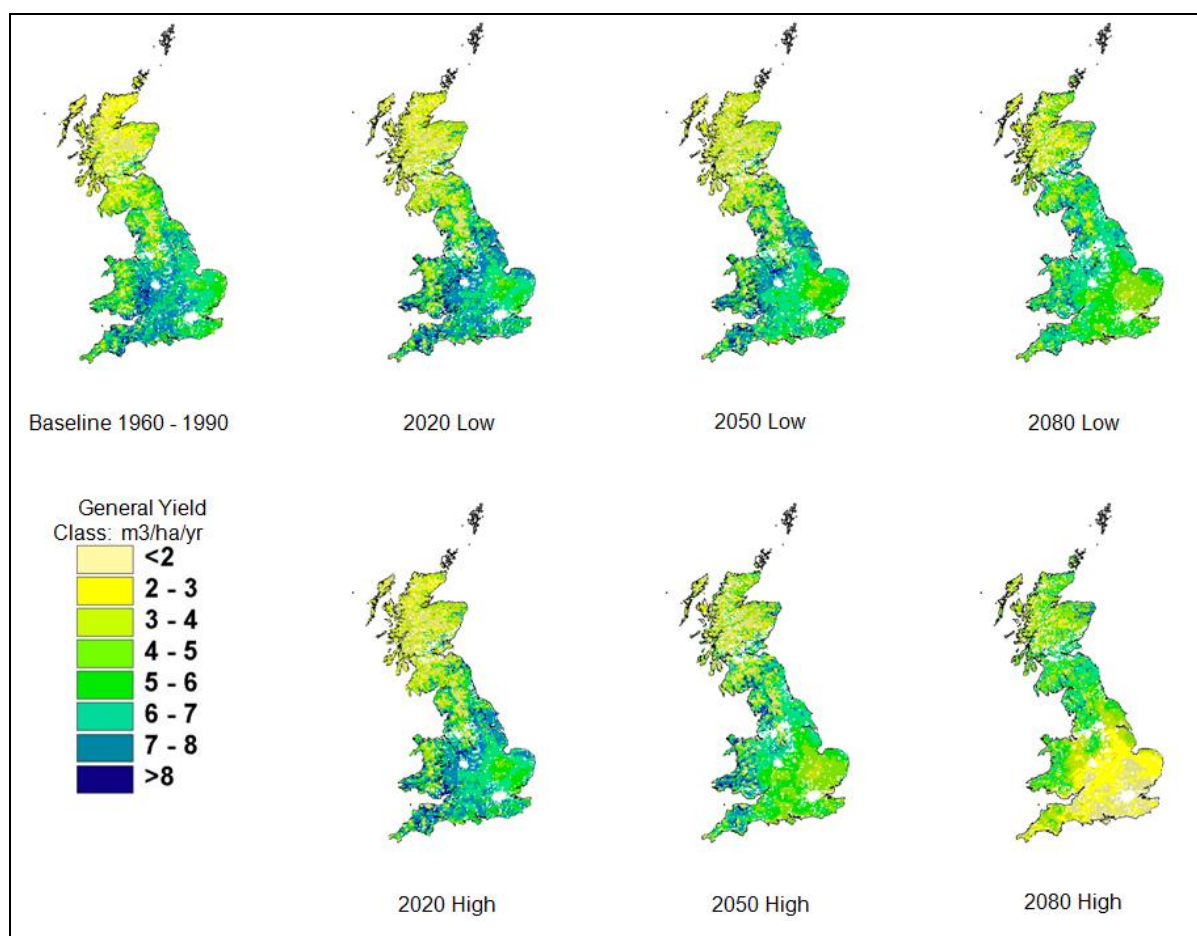 Baseline 1960 - 1990
2020 Low
2050 Low
2080 Low
General Yield
Class: m3/ha/yr
<2
2 - 3
3 - 4
4 - 5
5 - 6
6 - 7
7 - 8
>8
2020 High
2050 High
2080 High